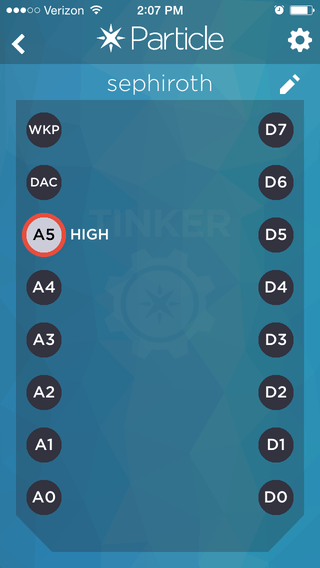 Verizon 2:07 PM
Particle
sephiroth
WKP D7
DAC D6
TINKER
A5 HIGH D5
A4 D4
A3 D3
A2 D2
A1 D1
A0 D0